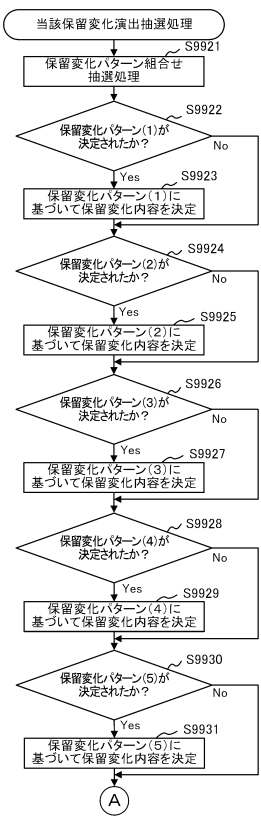 当該保留変化演出抽選処理
S9921
保留変化パターン組合せ
抽選処理
S9922
保留変化パターン(1)が
決定されたか?
No
Yes
S9923
保留変化パターン(1)に
基づいて保留変化内容を決定
S9924
保留変化パターン(2)が
決定されたか?
No
Yes
S9925
保留変化パターン(2)に
基づいて保留変化内容を決定
S9926
保留変化パターン(3)が
決定されたか?
No
Yes
S9927
保留変化パターン(3)に
基づいて保留変化内容を決定
S9928
保留変化パターン(4)が
決定されたか?
No
Yes
S9929
保留変化パターン(4)に
基づいて保留変化内容を決定
S9930
保留変化パターン(5)が
決定されたか?
No
Yes
S9931
保留変化パターン(5)に
基づいて保留変化内容を決定
A